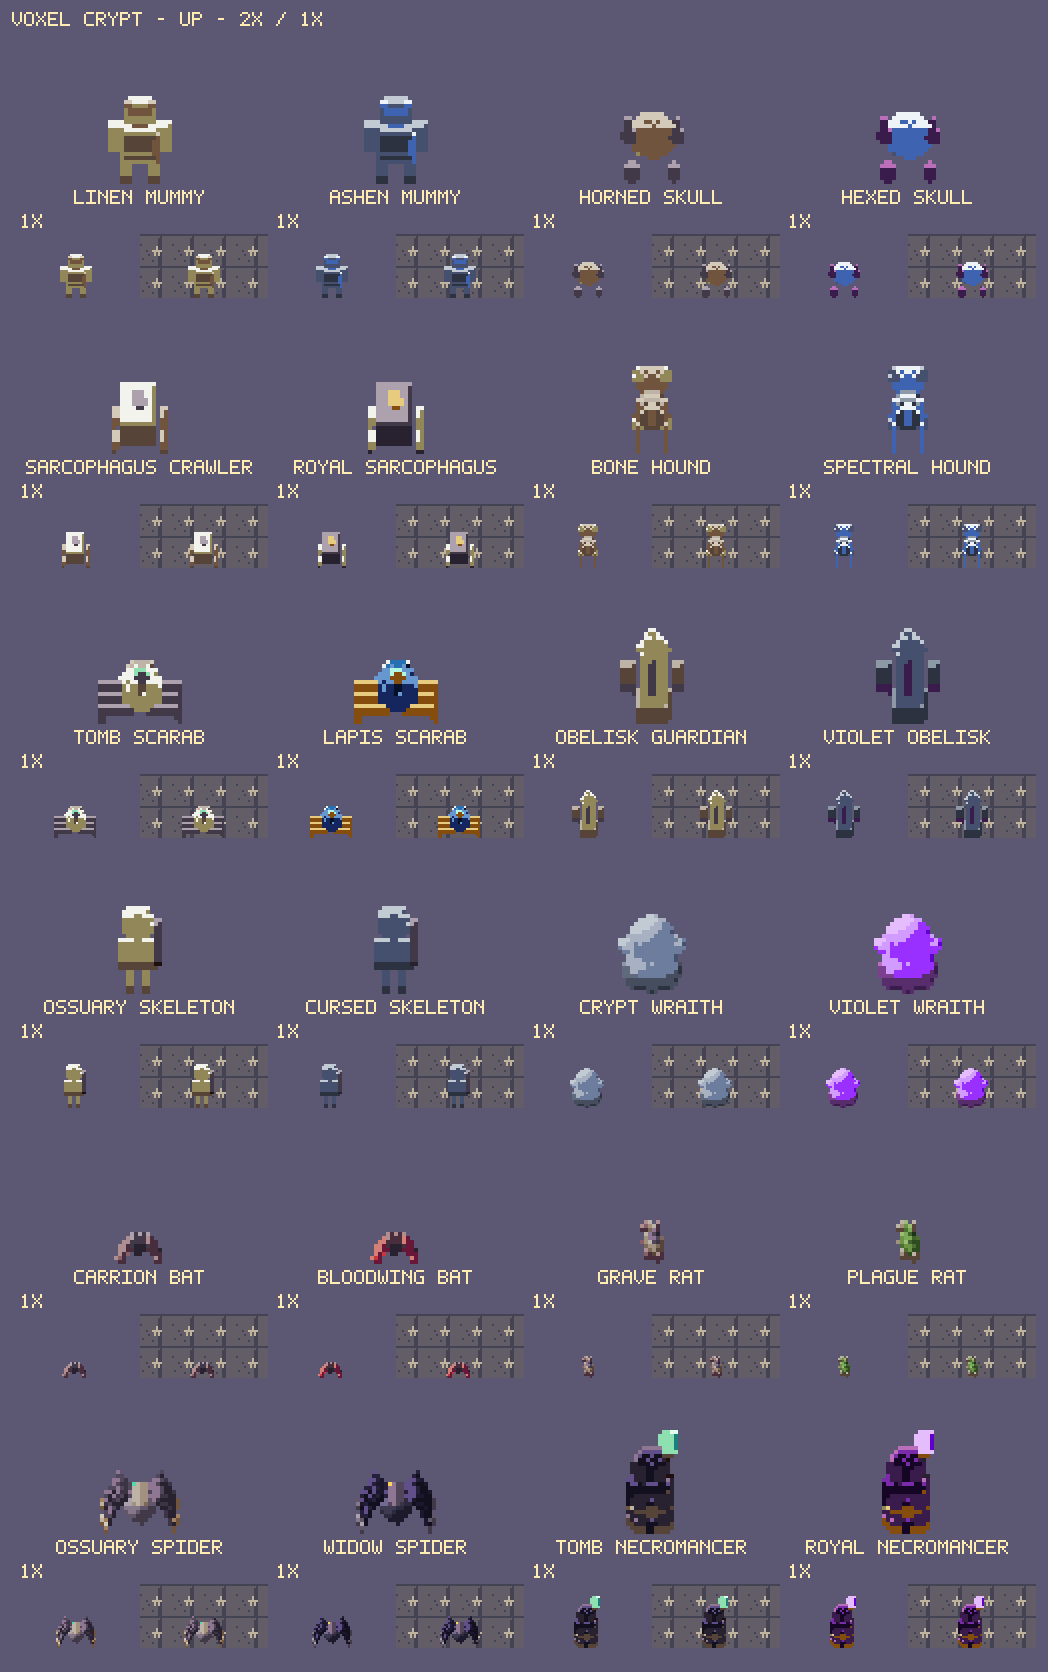 VOXEL CRYPT - UP - 2X / 1X
LINEN MUMMY ASHEN MUMMY HORNED SKULL HEXED SKULL
1X 1X 1X 1X
SARCOPHAGUS CRAWLER ROYAL SARCOPHAGUS BONE HOUND SPECTRAL HOUND
1X 1X 1X 1X
TOMB SCARAB LAPIS SCARAB OBELISK GUARDIAN VIOLET OBELISK
1X 1X 1X 1X
OSSUARY SKELETON CURSED SKELETON CRYPT WRAITH VIOLET WRAITH
1X 1X 1X 1X
CARRION BAT BLOODWING BAT GRAVE RAT PLAGUE RAT
1X 1X 1X 1X
OSSUARY SPIDER WIDOW SPIDER TOMB NECROMANCER ROYAL NECROMANCER
1X 1X 1X 1X